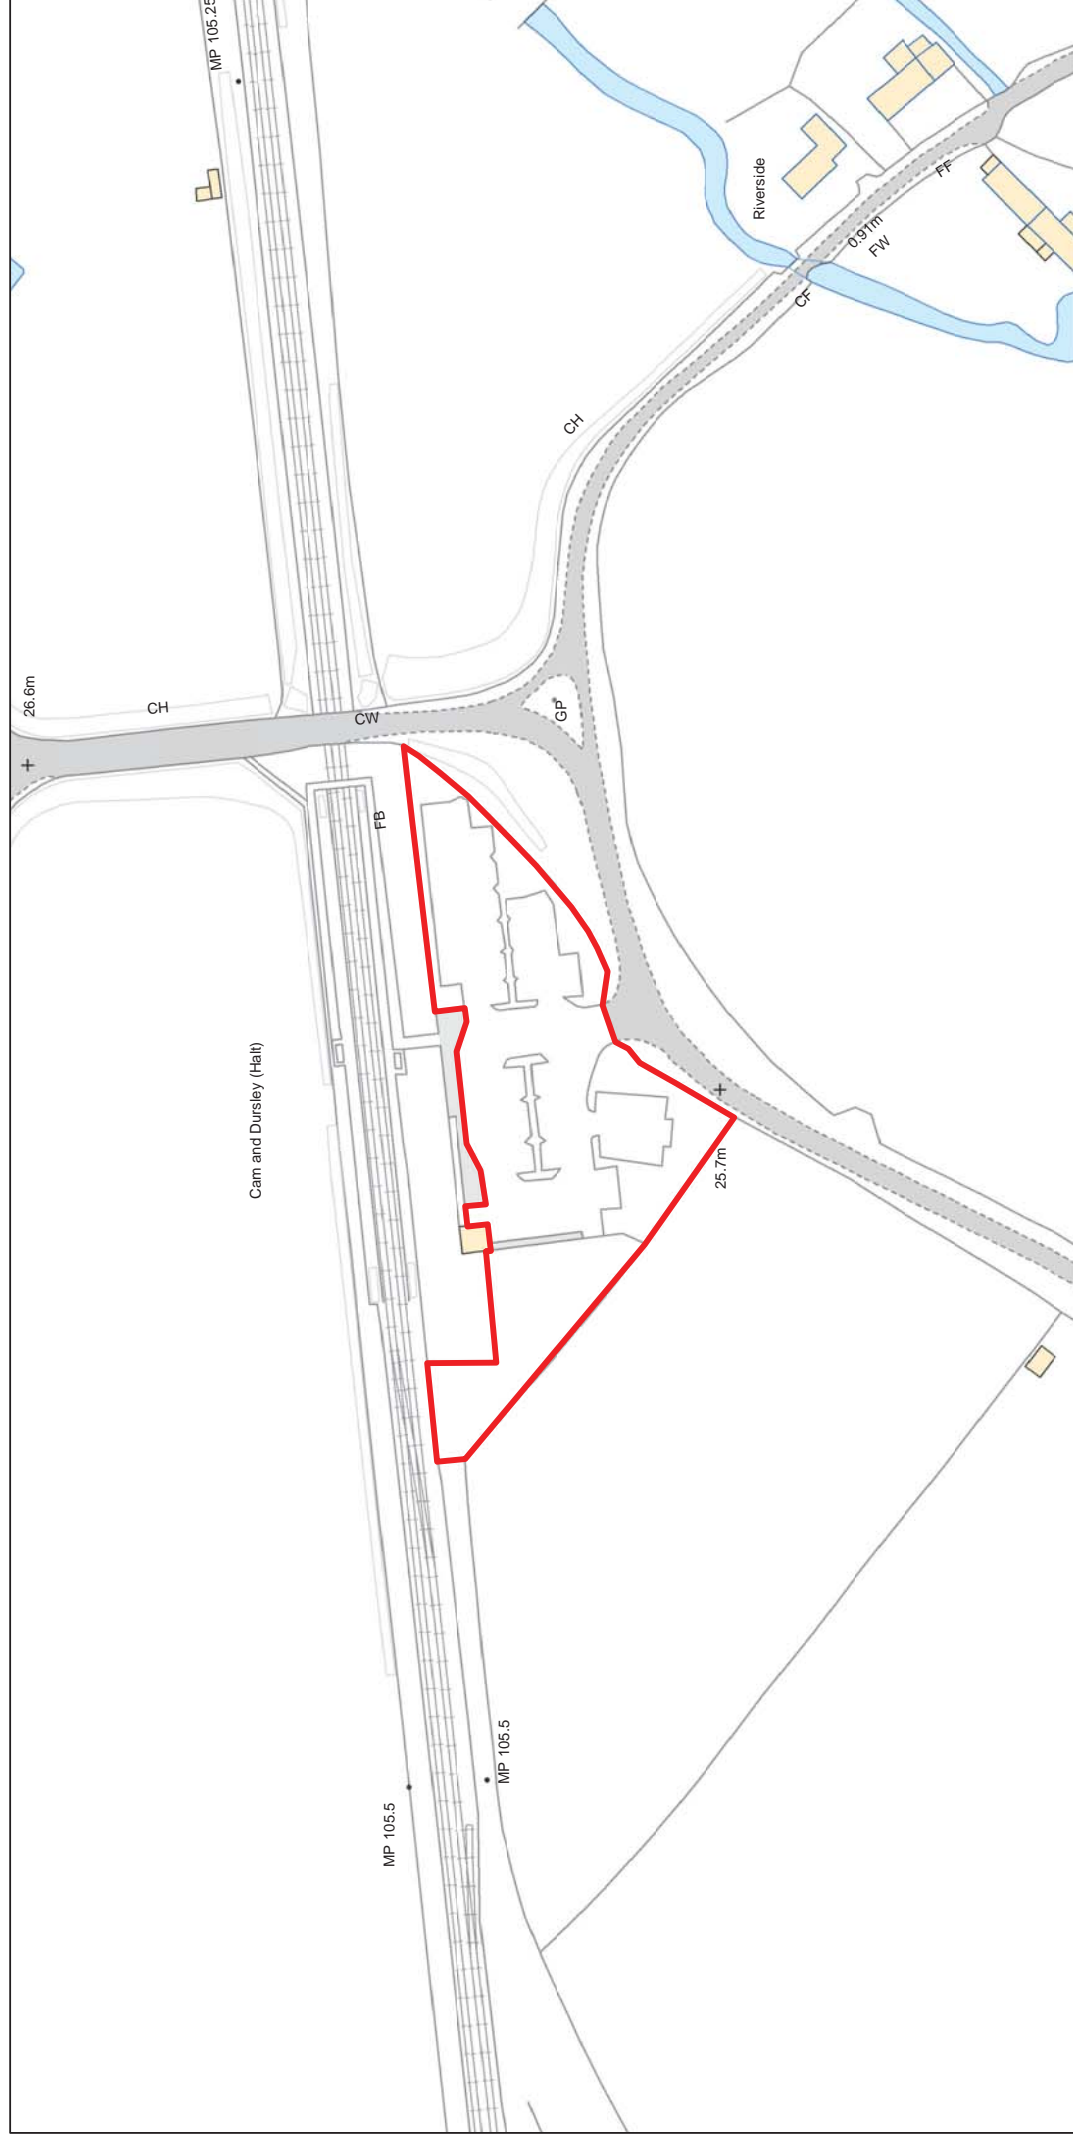 MP 105.25
26.6m
CH
CW
FB
GP
CH
Riverside
FF
0.91m
FW
CF
Cam and Dursley (Halt)
25.7m
MP 105.5
MP 105.5